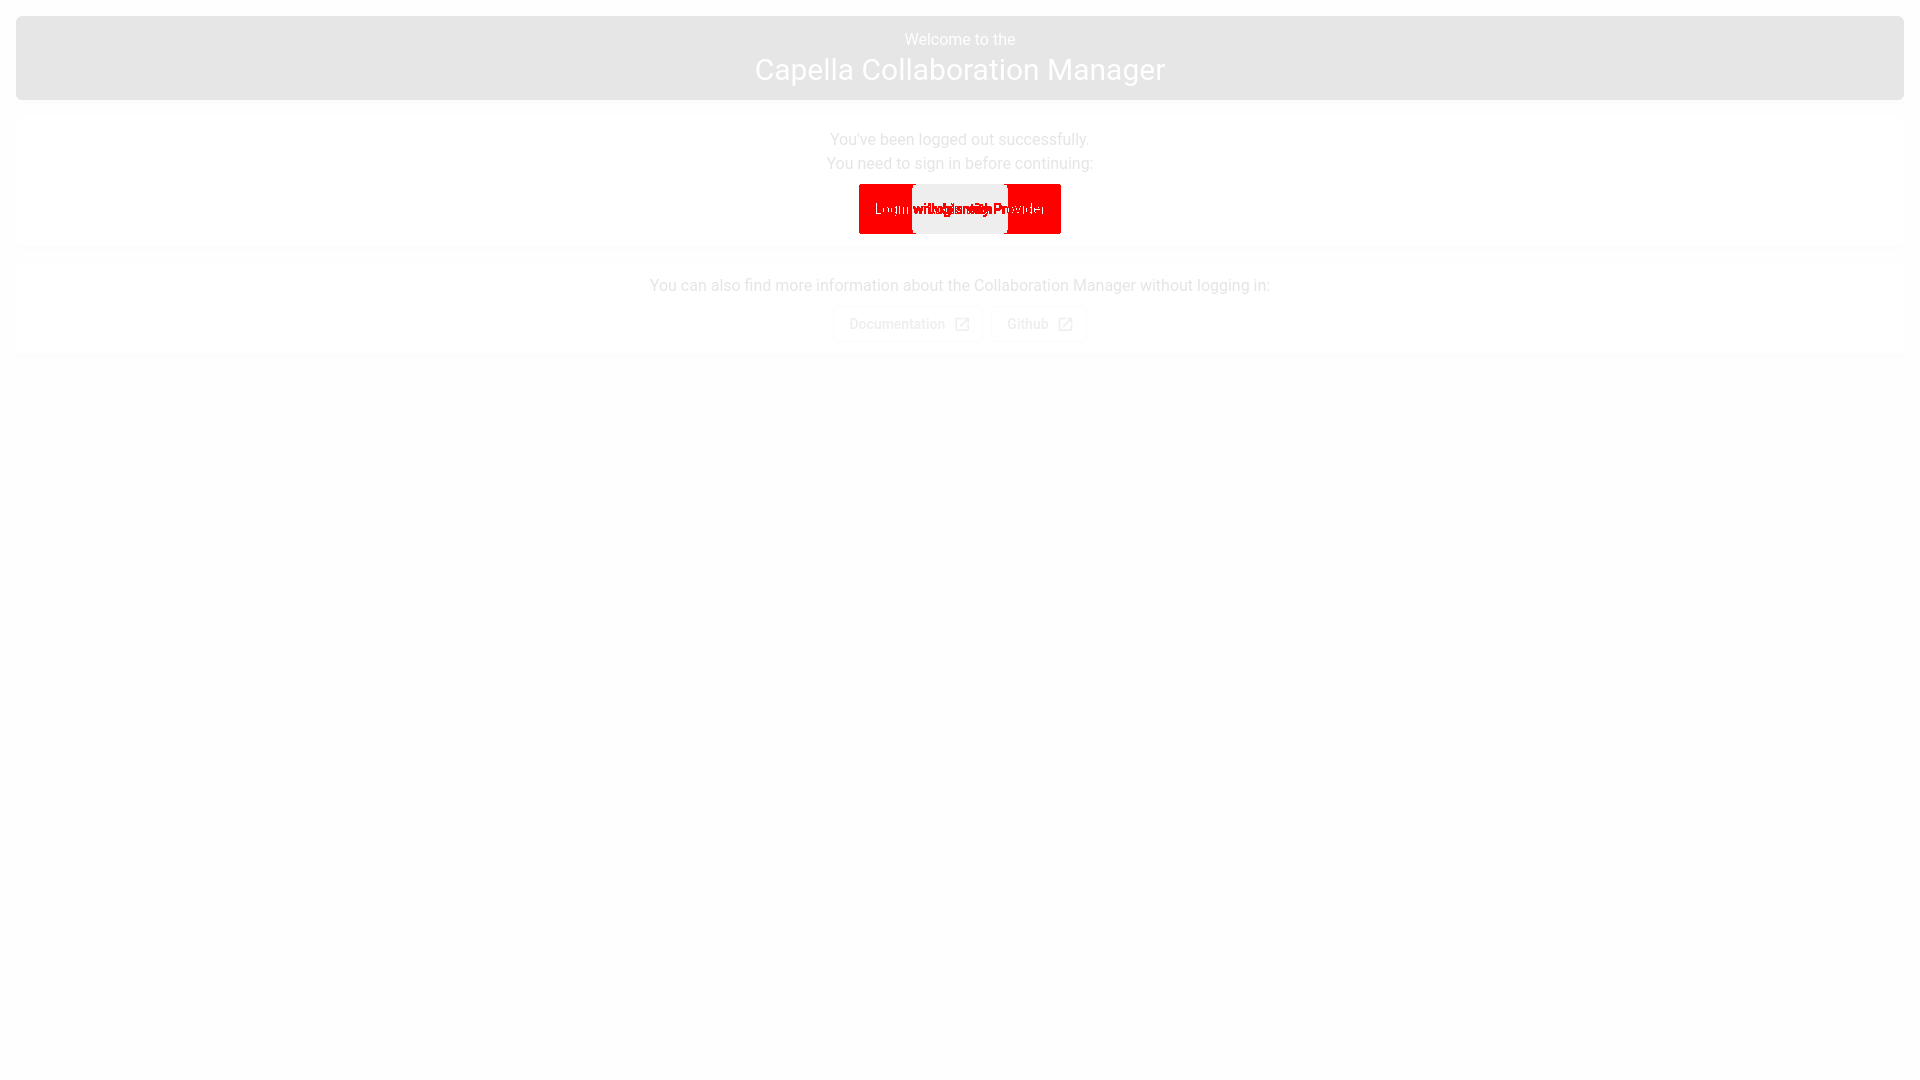 Welcome to the
Capella Collaboration Manager
You've been logged out successfully.
You need to sign in before continuing:
Login with Provider
You can also find more information about the Collaboration Manager without logging in:
Documentation
Github